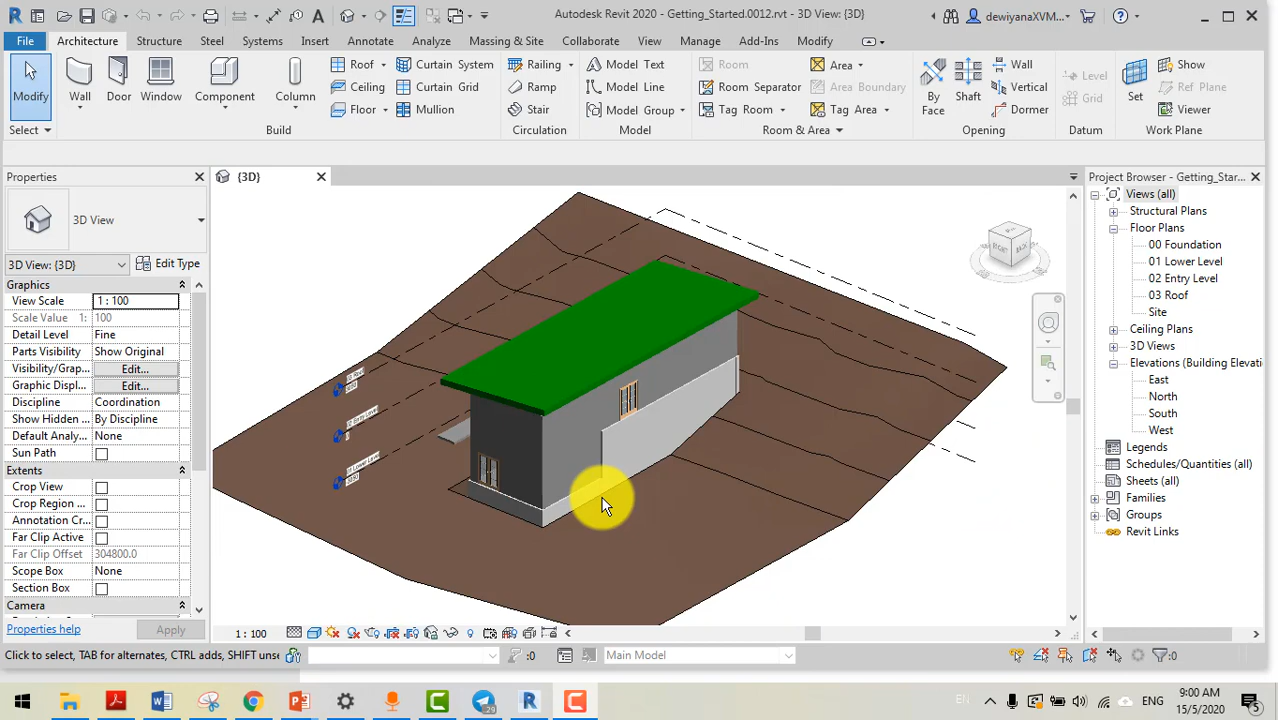 Autodesk Revit 2020 - Getting_Started.0012.rvt - 3D View: {3D}
dewiyanaXVM...
File Architecture Structure Steel Systems Insert Annotate Analyze Massing & Site Collaborate View Manage Add-Ins Modify
Modify
Wall
Door
Window
Component
Column
Roof
Ceiling
Floor
Curtain System
Curtain Grid
Mullion
Railing
Ramp
Stair
Model Text
Model Line
Model Group
Room
Room Separator
Tag Room
Area
Area Boundary
Tag Area
By Face
Shaft
Wall
Vertical
Dormer
Level
Grid
Set
Show
Ref Plane
Viewer
Select Build Circulation Model Room & Area Opening Datum Work Plane
Properties
3D View
3D View: {3D} Edit Type
Graphics
View Scale 1 : 100
Scale Value 1: 100
Detail Level Fine
Parts Visibility Show Original
Visibility/Grap... Edit...
Graphic Displ... Edit...
Discipline Coordination
Show Hidden ... By Discipline
Default Analy... None
Sun Path
Extents
Crop View
Crop Region ...
Annotation Cr...
Far Clip Active
Far Clip Offset 304800.0
Scope Box None
Section Box
Camera
Properties help Apply
{3D}
Project Browser - Getting_Star...
Views (all)
Structural Plans
Floor Plans
00 Foundation
01 Lower Level
02 Entry Level
03 Roof
Site
Ceiling Plans
3D Views
Elevations (Building Elevati
East
North
South
West
Legends
Schedules/Quantities (all)
Sheets (all)
Families
Groups
Revit Links
1 : 100
Click to select, TAB for alternates, CTRL adds, SHIFT unse
:0
Main Model
:0
29
EN
ENG
9:00 AM
15/5/2020
5